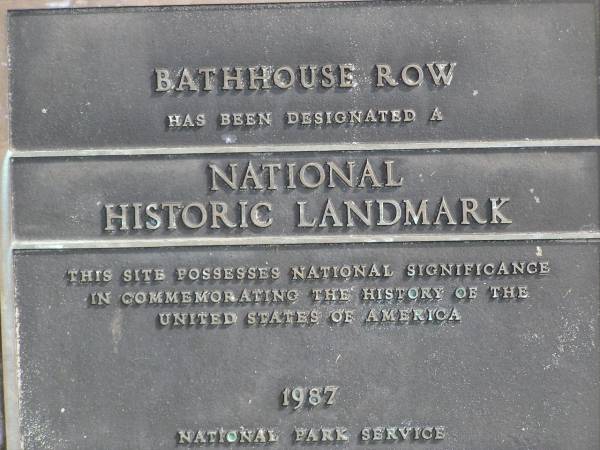 BATHHOUSE ROW
HAS BEEN DESIGNATED A
NATIONAL
HISTORIC LANDMARK
THIS SITE POSSESSES NATIONAL SIGNIFICANCE
IN COMMEMORATING THE HISTORY OF THE
UNITED STATES OF AMERICA
1987
NATIONAL PARK SERVICE